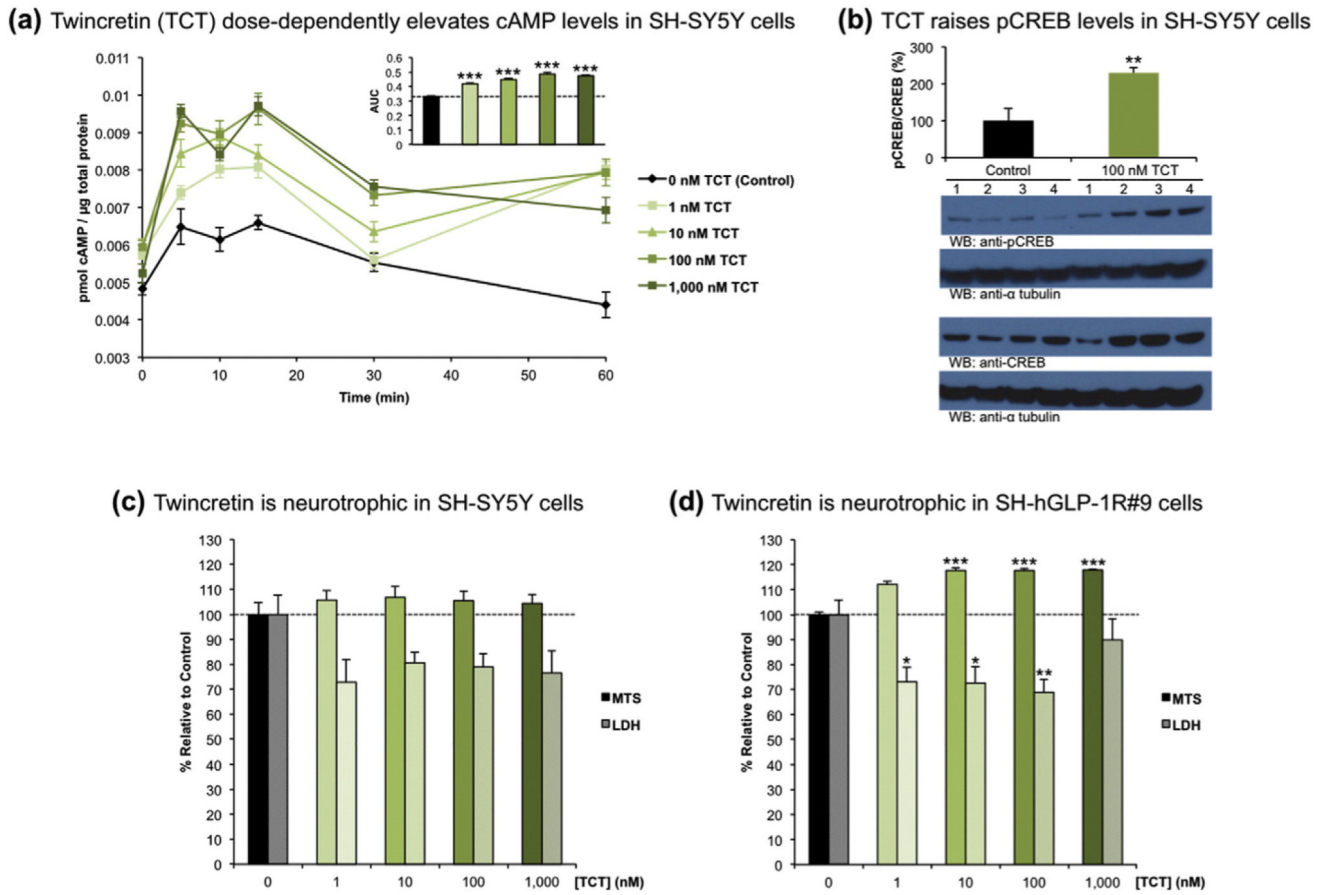 (a) Twincretin (TCT) dose-dependently elevates cAMP levels in SH-SY5Y cells
0.011
0.01
0.009
0.008
0.007
0.006
0.005
0.004
0.003
pmol cAMP / µg total protein
0 10 20 30 40 50 60
Time (min)
0.6
0.5
0.4
0.3
0.2
0.1
0
AUC
*** *** *** ***
0 nM TCT (Control)
1 nM TCT
10 nM TCT
100 nM TCT
1,000 nM TCT
(b) TCT raises pCREB levels in SH-SY5Y cells
300
200
100
0
pCREB/CREB (%)
**
Control 100 nM TCT
1 2 3 4 1 2 3 4
WB: anti-pCREB
WB: anti-α tubulin
WB: anti-CREB
WB: anti-α tubulin
(c) Twincretin is neurotrophic in SH-SY5Y cells
130
120
110
100
90
80
70
60
50
40
30
20
10
0
% Relative to Control
MTS
LDH
0 1 10 100 1,000 [TCT] (nM)
(d) Twincretin is neurotrophic in SH-hGLP-1R#9 cells
130
120
110
100
90
80
70
60
50
40
30
20
10
0
% Relative to Control
*** *** ***
* * **
MTS
LDH
0 1 10 100 1,000 [TCT] (nM)